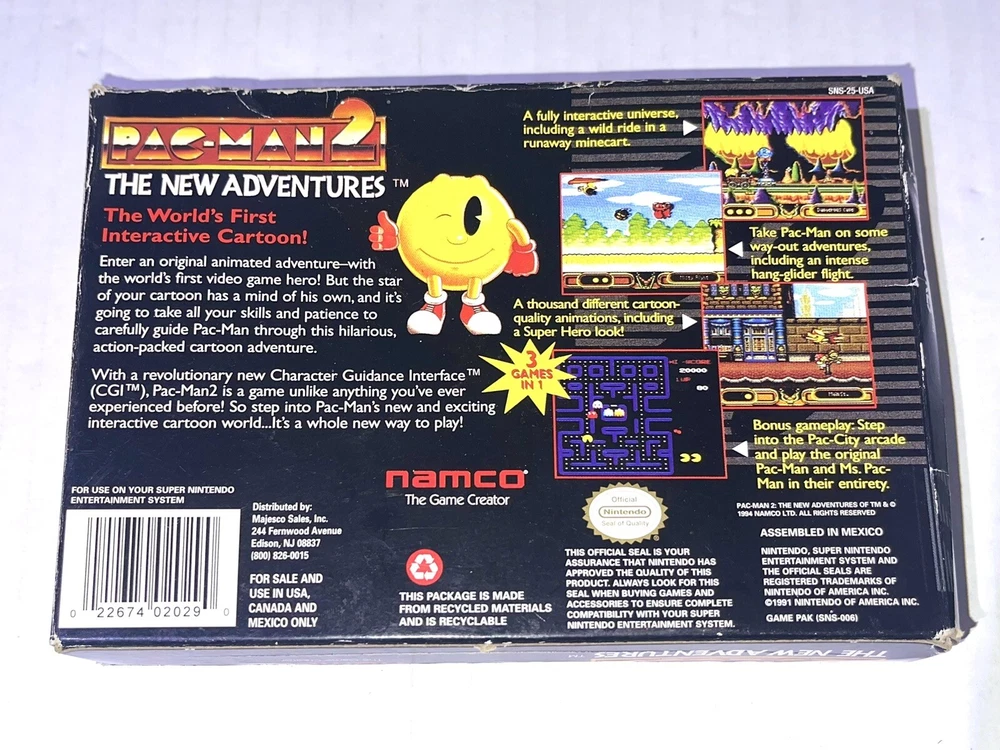 SNS-25-USA
PAC-MAN 2
THE NEW ADVENTURES™
The World's First
Interactive Cartoon!
Enter an original animated adventure—with
the world's first video game hero! But the star
of your cartoon has a mind of his own, and it's
going to take all your skills and patience to
carefully guide Pac-Man through this hilarious,
action-packed cartoon adventure.
With a revolutionary new Character Guidance Interface™
(CGI™), Pac-Man2 is a game unlike anything you've ever
experienced before! So step into Pac-Man's new and exciting
interactive cartoon world...It's a whole new way to play!
A fully interactive universe,
including a wild ride in a
runaway minecart.
Take Pac-Man on some
way-out adventures,
including an intense
hang-glider flight.
A thousand different cartoon-
quality animations, including
a Super Hero look!
3
GAMES
IN 1
HI-SCORE
20000
1UP
60
Bonus gameplay: Step
into the Pac-City arcade
and play the original
Pac-Man and Ms. Pac-
Man in their entirety.
namco®
The Game Creator
FOR USE ON YOUR SUPER NINTENDO
ENTERTAINMENT SYSTEM
0 22674 02029 0
Distributed by:
Majesco Sales, Inc.
244 Fernwood Avenue
Edison, NJ 08837
(800) 826-0015
FOR SALE AND
USE IN USA,
CANADA AND
MEXICO ONLY
THIS PACKAGE IS MADE
FROM RECYCLED MATERIALS
AND IS RECYCLABLE
Official
Nintendo
Seal of Quality
THIS OFFICIAL SEAL IS YOUR
ASSURANCE THAT NINTENDO HAS
APPROVED THE QUALITY OF THIS
PRODUCT. ALWAYS LOOK FOR THIS
SEAL WHEN BUYING GAMES AND
ACCESSORIES TO ENSURE COMPLETE
COMPATIBILITY WITH YOUR SUPER
NINTENDO ENTERTAINMENT SYSTEM.
PAC-MAN 2: THE NEW ADVENTURES OF TM & ©
1994 NAMCO LTD. ALL RIGHTS RESERVED
ASSEMBLED IN MEXICO
NINTENDO, SUPER NINTENDO
ENTERTAINMENT SYSTEM AND
THE OFFICIAL SEALS ARE
REGISTERED TRADEMARKS OF
NINTENDO OF AMERICA INC.
©1991 NINTENDO OF AMERICA INC.
GAME PAK (SNS-006)
THE NEW ADVENTURES™